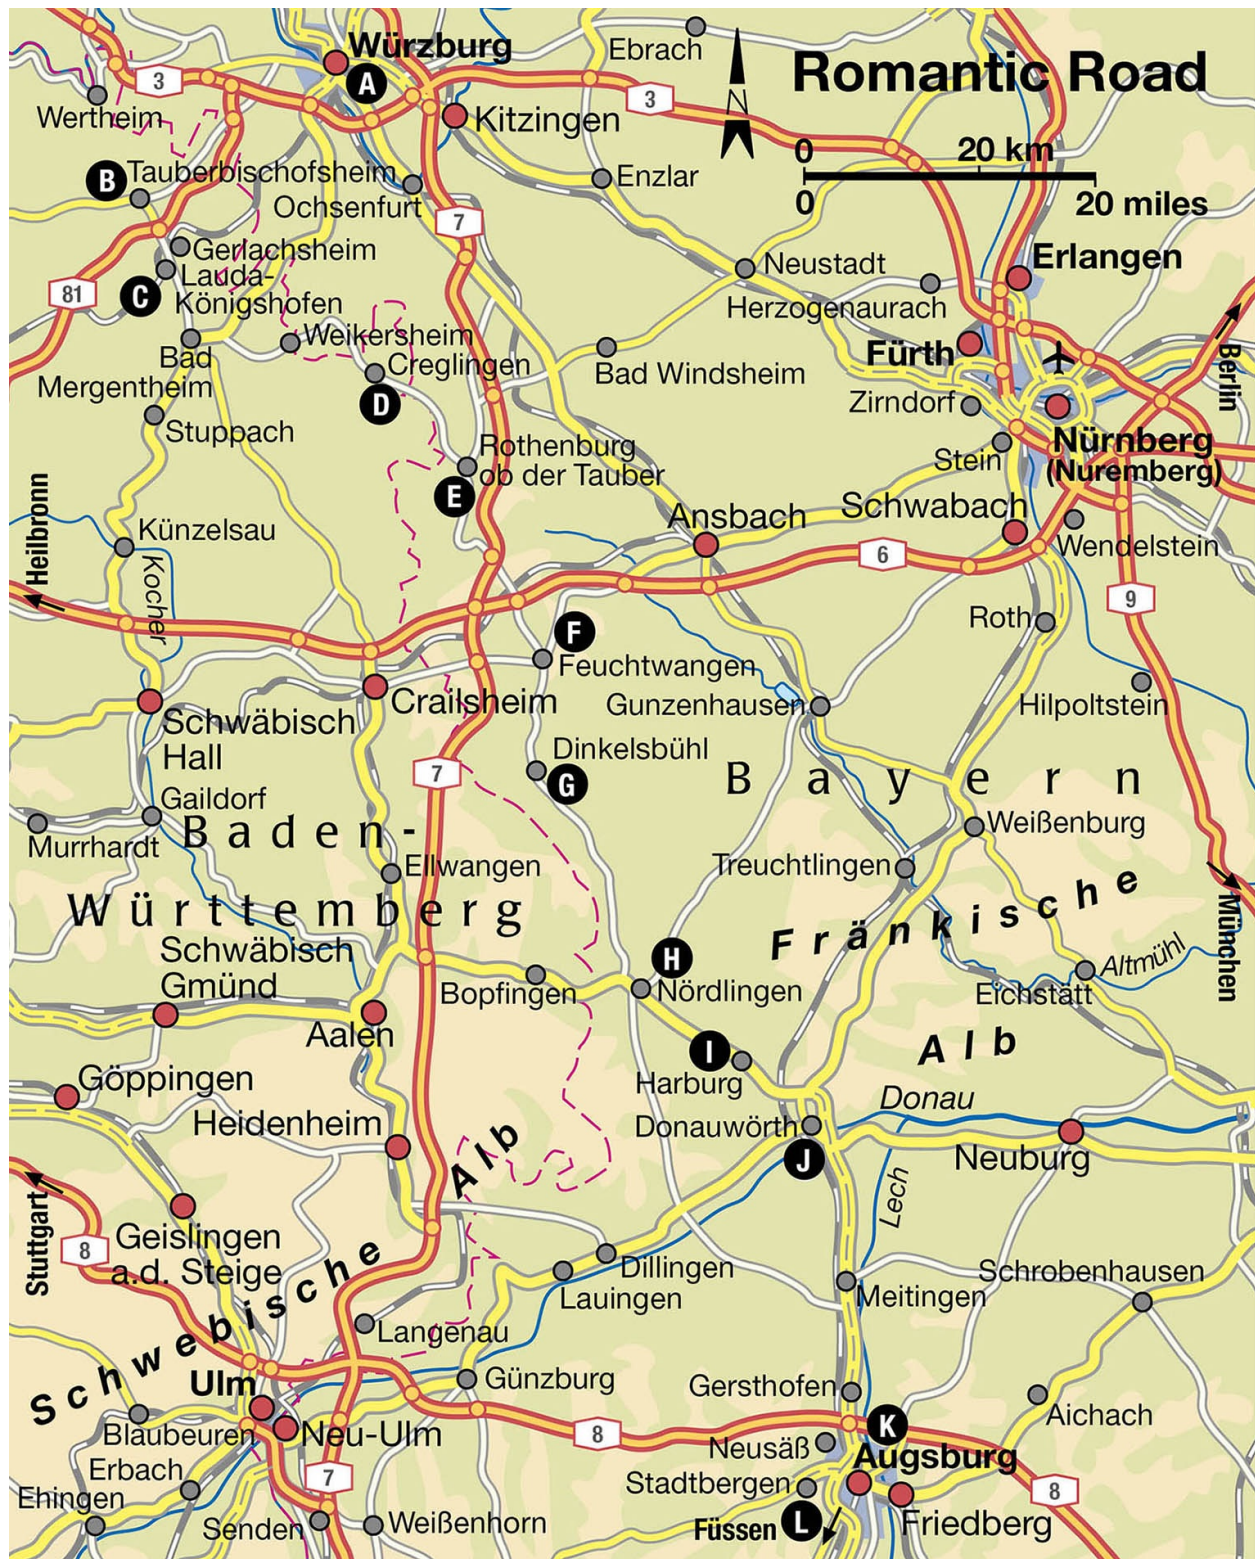 Romantic Road
N
0
20 km
0
20 miles
Würzburg
A
Ebrach
3
3
Wertheim
Kitzingen
B
Tauberbischofsheim
Ochsenfurt
Enzlar
7
Gerlachsheim
Lauda-
Königshofen
C
81
Neustadt
Erlangen
Herzogenaurach
Weikersheim
Bad
Mergentheim
Creglingen
D
Bad Windsheim
Fürth
Berlin
Zirndorf
Stuppach
Rothenburg
ob der Tauber
E
Stein
Nürnberg
(Nuremberg)
Heilbronn
Künzelsau
Kocher
Ansbach
Schwabach
6
Wendelstein
9
Roth
F
Feuchtwangen
Crailsheim
Gunzenhausen
Hilpoltstein
Schwäbisch
Hall
Dinkelsbühl
G
7
Bayern
Gaildorf
Murrhardt
Baden-
Württemberg
Ellwangen
Weißenburg
Treuchtlingen
München
Fränkische
Alb
Schwäbisch
Gmünd
H
Nördlingen
Bopfingen
Altmühl
Eichstätt
Aalen
I
Harburg
Göppingen
Heidenheim
Donau
Donauwörth
J
Neuburg
Lech
Stuttgart
8
Geislingen
a.d. Steige
Schwebische
Alb
Dillingen
Lauingen
Meitingen
Schrobenhausen
Langenau
Ulm
Günzburg
Gersthofen
Aichach
Blaubeuren
Neu-Ulm
8
K
Neusäß
Augsburg
Erbach
Ehingen
7
Stadtbergen
8
Senden
Weißenhorn
Füssen
L
Friedberg